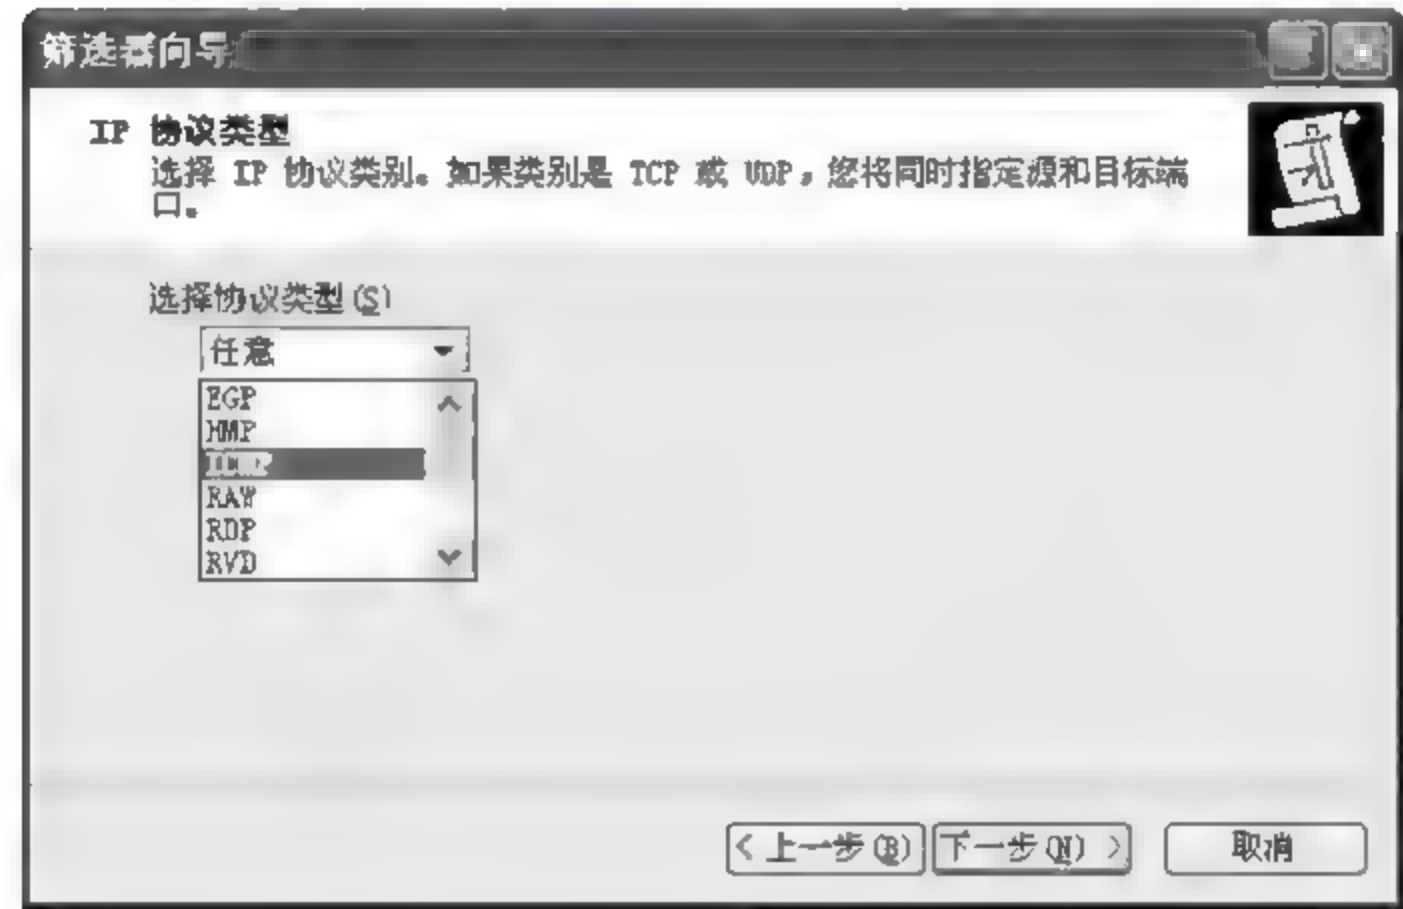 筛选器向导
IP 协议类型
选择 IP 协议类别。如果类别是 TCP 或 UDP，您将同时指定源和目标端
口。
选择协议类型(S)
任意
EGP
HMP
RAW
RDP
RVD
< 上一步(B)
下一步(N) >
取消